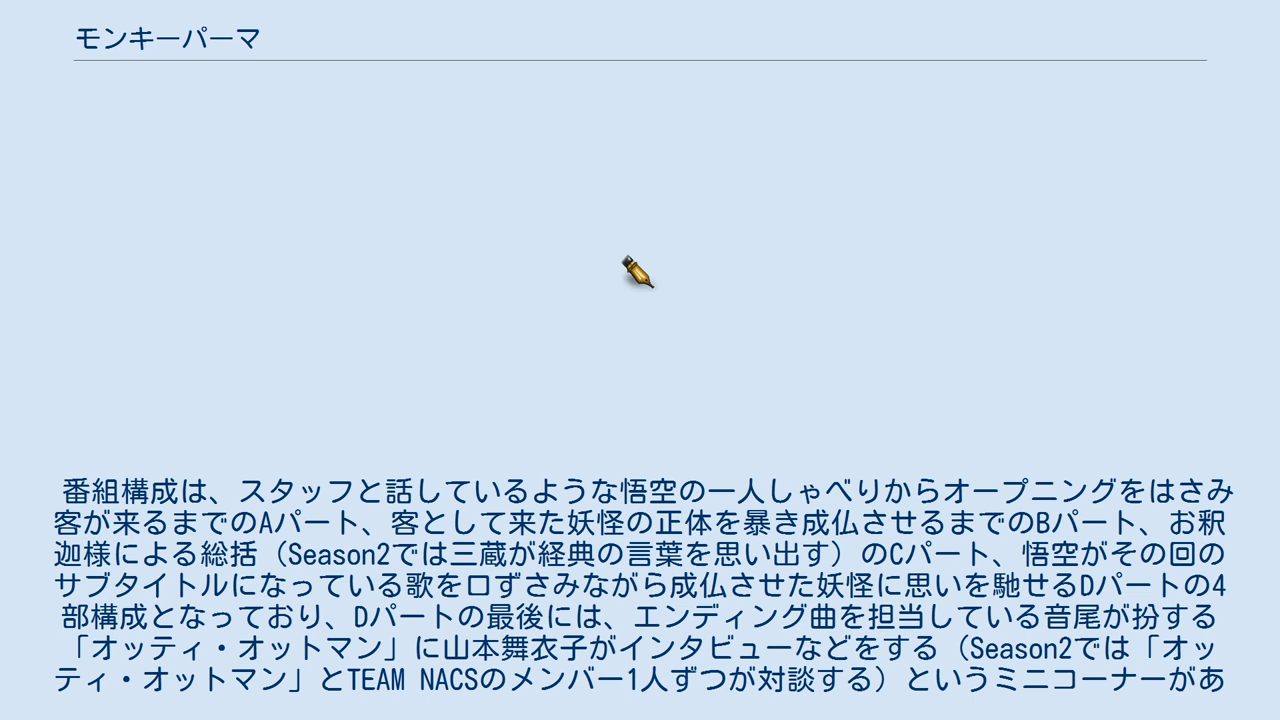 モンキーパーマ
番組構成は、スタッフと話しているような悟空の一人しゃべりからオープニングをはさみ
客が来るまでのAパート、客として来た妖怪の正体を暴き成仏させるまでのBパート、お釈
迦様による総括（Season2では三蔵が経典の言葉を思い出す）のCパート、悟空がその回の
サブタイトルになっている歌を口ずさみながら成仏させた妖怪に思いを馳せるDパートの4
部構成となっており、Dパートの最後には、エンディング曲を担当している音尾が扮する
「オッティ・オットマン」に山本舞衣子がインタビューなどをする（Season2では「オッ
ティ・オットマン」とTEAM NACSのメンバー1人ずつが対談する）というミニコーナーがあ